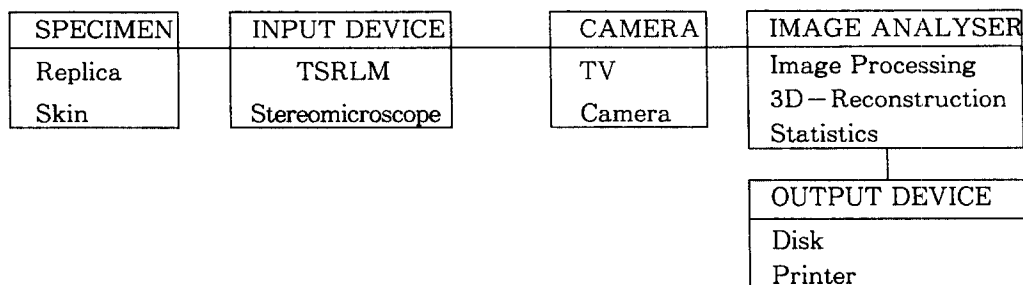 SPECIMEN
Replica
Skin
INPUT DEVICE
TSRLM
Stereomicroscope
CAMERA
TV
Camera
IMAGE ANALYSER
Image Processing
3D-Reconstruction
Statistics
OUTPUT DEVICE
Disk
Printer